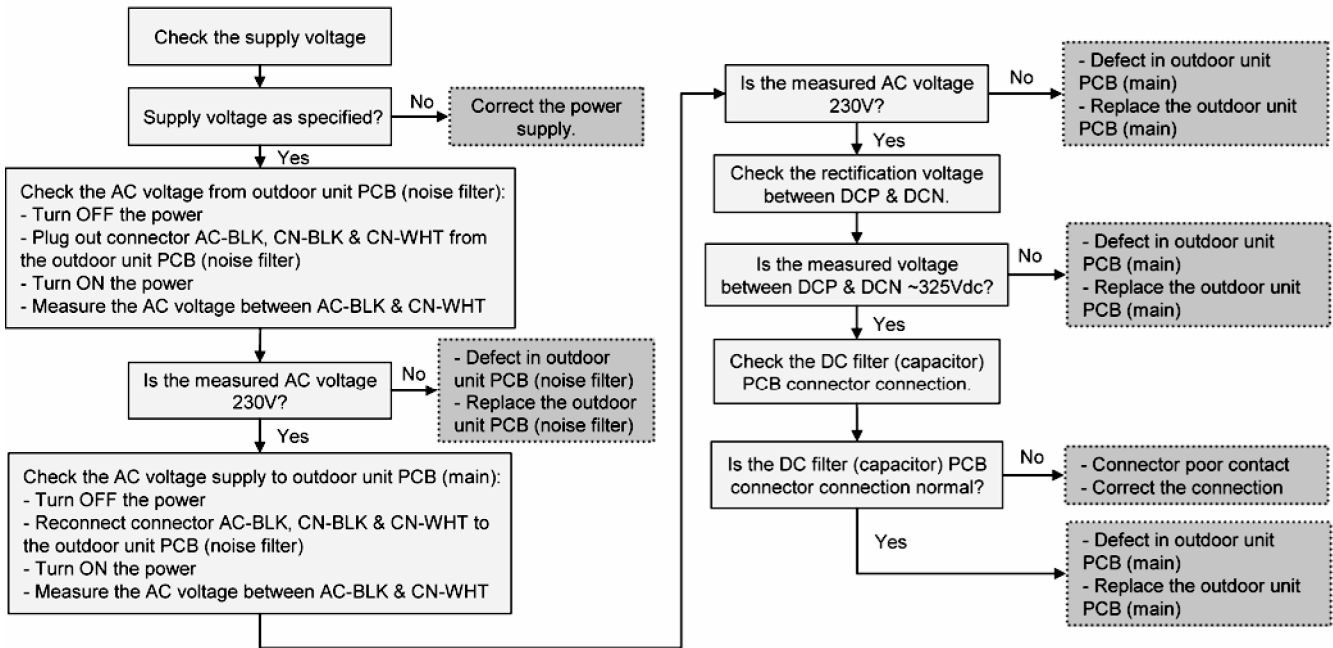 Check the supply voltage
Supply voltage as specified?
No
Correct the power
supply.
Yes
Check the AC voltage from outdoor unit PCB (noise filter):
- Turn OFF the power
- Plug out connector AC-BLK, CN-BLK & CN-WHT from
the outdoor unit PCB (noise filter)
- Turn ON the power
- Measure the AC voltage between AC-BLK & CN-WHT
Is the measured AC voltage
230V?
No
- Defect in outdoor
unit PCB (noise filter)
- Replace the outdoor
unit PCB (noise filter)
Yes
Check the AC voltage supply to outdoor unit PCB (main):
- Turn OFF the power
- Reconnect connector AC-BLK, CN-BLK & CN-WHT to
the outdoor unit PCB (noise filter)
- Turn ON the power
- Measure the AC voltage between AC-BLK & CN-WHT
Is the measured AC voltage
230V?
No
- Defect in outdoor unit
PCB (main)
- Replace the outdoor unit
PCB (main)
Yes
Check the rectification voltage
between DCP & DCN.
Is the measured voltage
between DCP & DCN ~325Vdc?
No
- Defect in outdoor unit
PCB (main)
- Replace the outdoor unit
PCB (main)
Yes
Check the DC filter (capacitor)
PCB connector connection.
Is the DC filter (capacitor) PCB
connector connection normal?
No
- Connector poor contact
- Correct the connection
Yes
- Defect in outdoor unit
PCB (main)
- Replace the outdoor unit
PCB (main)